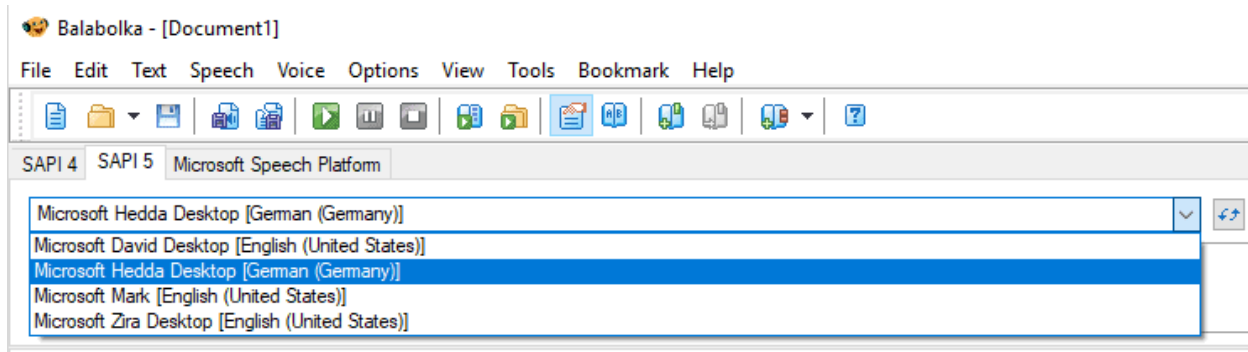 Balabolka - [Document1]
File Edit Text Speech Voice Options View Tools Bookmark Help
SAPI 4 SAPI 5 Microsoft Speech Platform
Microsoft Hedda Desktop [German (Germany)]
Microsoft David Desktop [English (United States)]
Microsoft Hedda Desktop [German (Germany)]
Microsoft Mark [English (United States)]
Microsoft Zira Desktop [English (United States)]